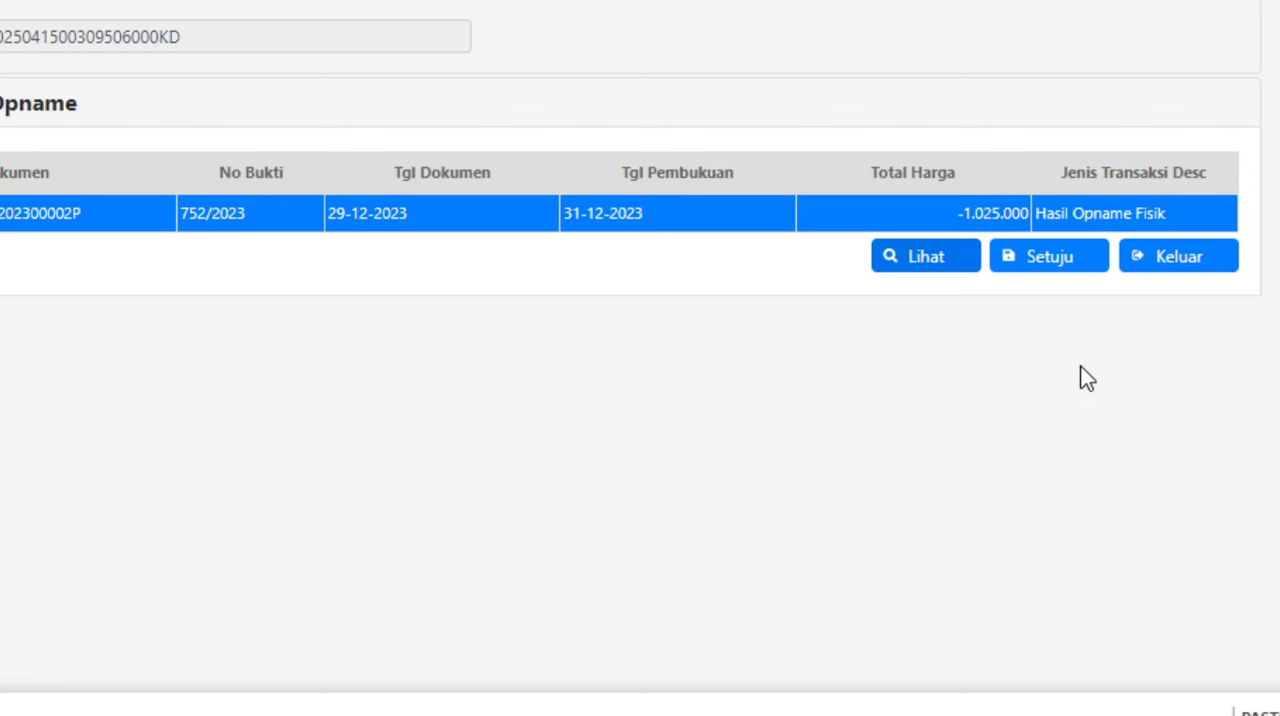 025041500309506000KD
Opname
kumen No Bukti Tgl Dokumen Tgl Pembukuan Total Harga Jenis Transaksi Desc
202300002P 752/2023 29-12-2023 31-12-2023 -1.025.000 Hasil Opname Fisik
Lihat Setuju Keluar